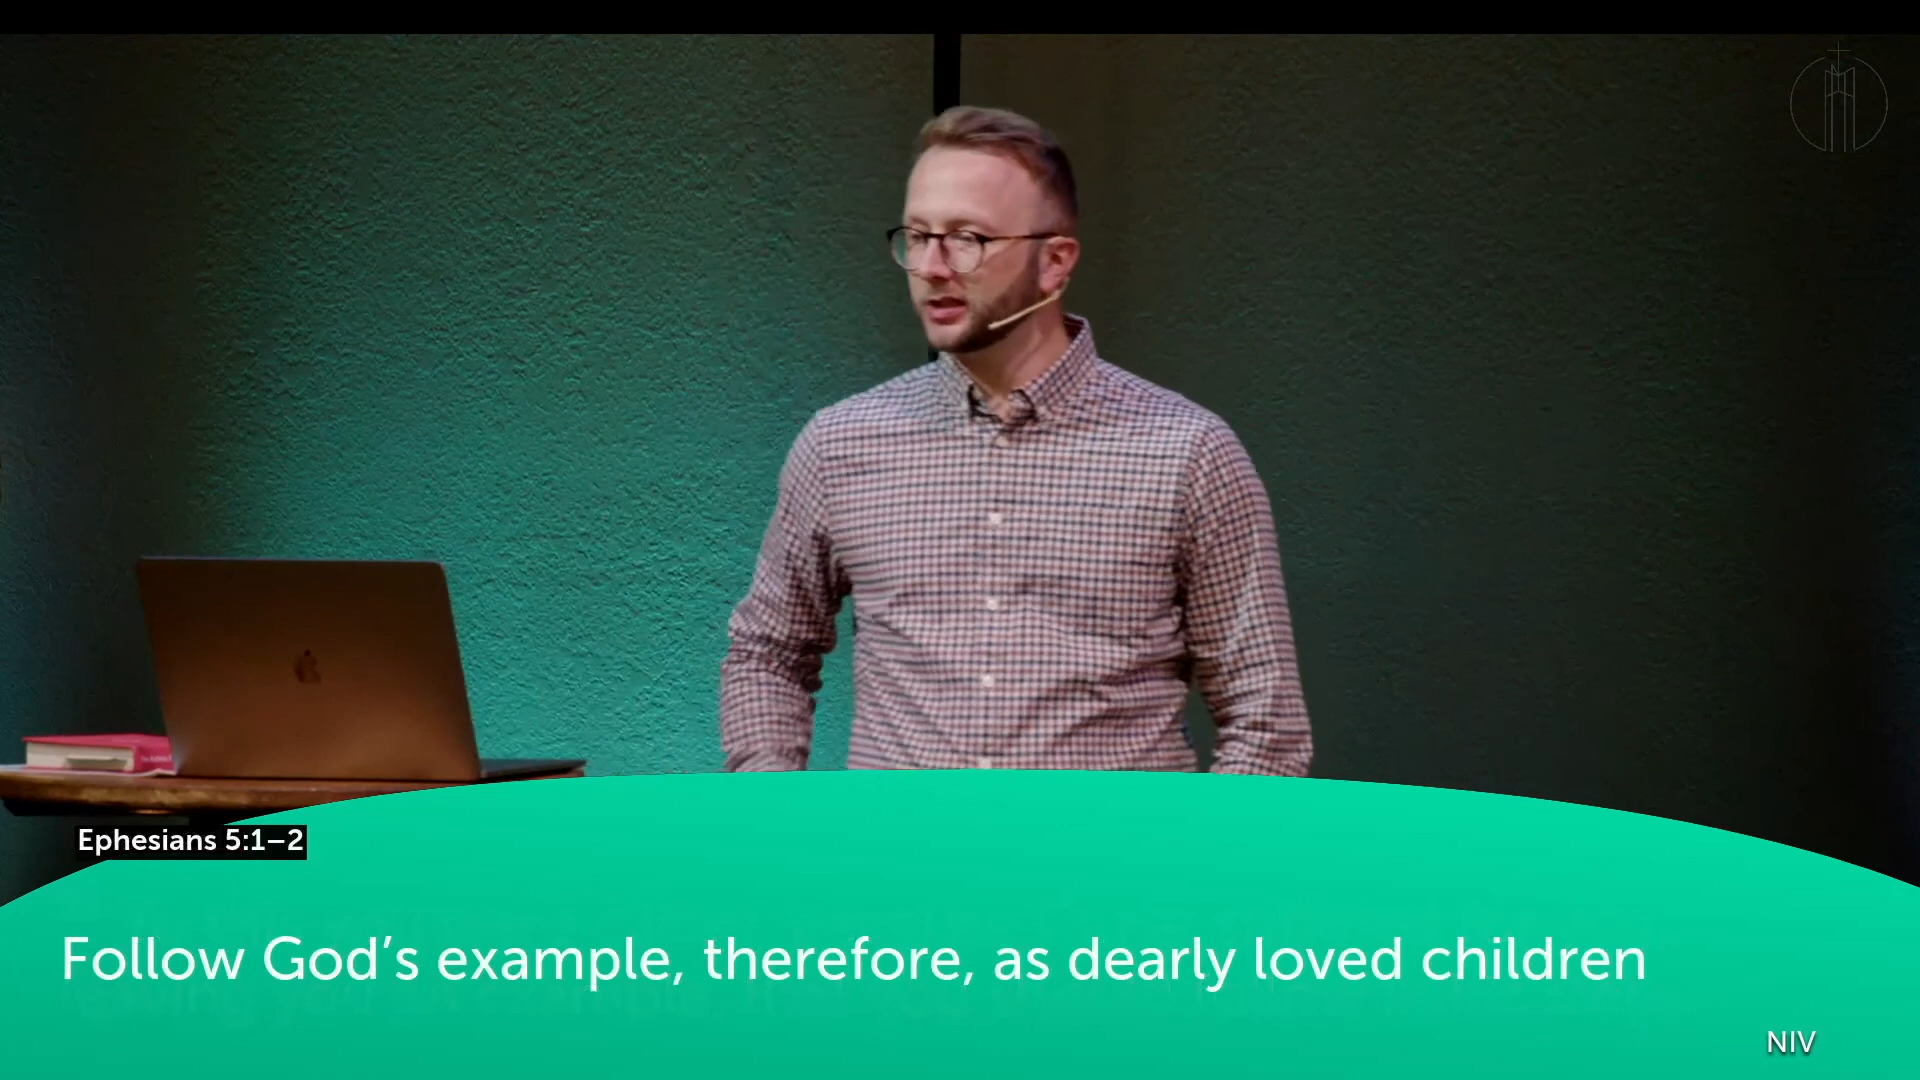 Ephesians 5:1–2
Follow God’s example, therefore, as dearly loved children
NIV